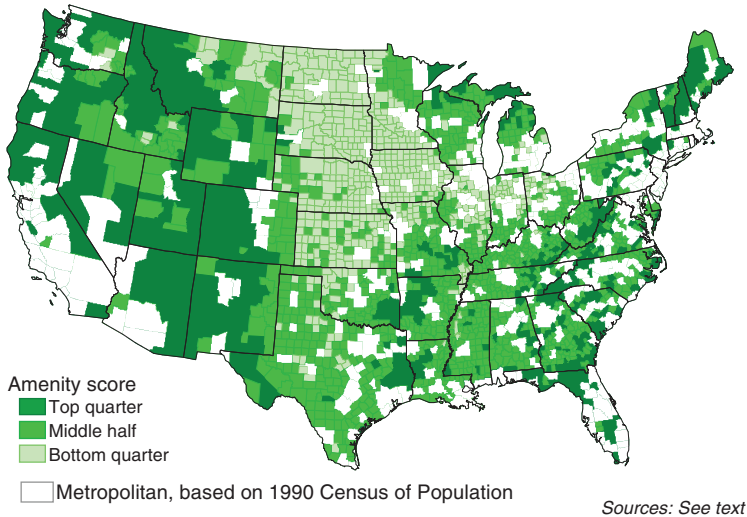 Amenity score
Top quarter
Middle half
Bottom quarter
Metropolitan, based on 1990 Census of Population
Sources: See text